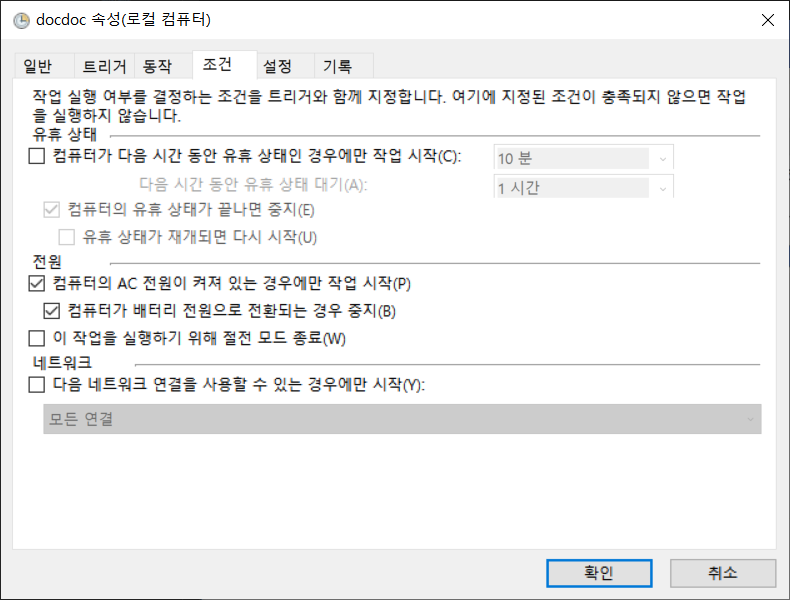 docdoc 속성(로컬 컴퓨터)
일반 트리거 동작 조건 설정 기록
작업 실행 여부를 결정하는 조건을 트리거와 함께 지정합니다. 여기에 지정된 조건이 충족되지 않으면 작업
을 실행하지 않습니다.
유휴 상태
컴퓨터가 다음 시간 동안 유휴 상태인 경우에만 작업 시작(C): 10 분
다음 시간 동안 유휴 상태 대기(A): 1 시간
컴퓨터의 유휴 상태가 끝나면 중지(E)
유휴 상태가 재개되면 다시 시작(U)
전원
컴퓨터의 AC 전원이 켜져 있는 경우에만 작업 시작(P)
컴퓨터가 배터리 전원으로 전환되는 경우 중지(B)
이 작업을 실행하기 위해 절전 모드 종료(W)
네트워크
다음 네트워크 연결을 사용할 수 있는 경우에만 시작(Y):
모든 연결
확인 취소